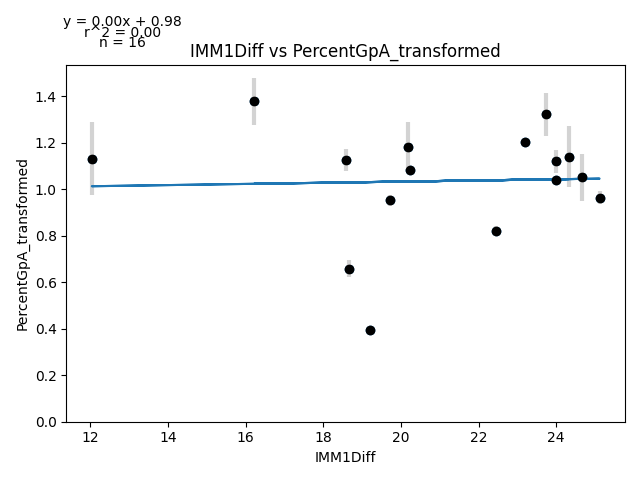 y = 0.00x + 0.98
r^2 = 0.00
n = 16
IMM1Diff vs PercentGpA_transformed
PercentGpA_transformed
1.4
1.2
1.0
0.8
0.6
0.4
0.2
0.0
12 14 16 18 20 22 24
IMM1Diff